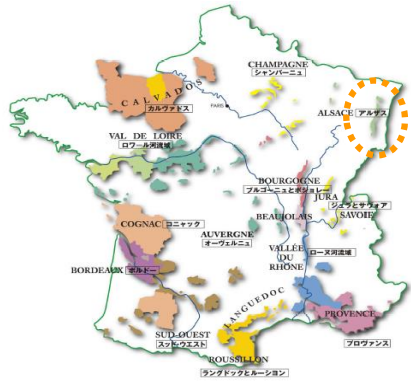 CHAMPAGNE
シャンパーニュ
CALVADOS
カルヴァドス
PARIS
ALSACE アルザス
VAL DE LOIRE
ロワール河流域
BOURGOGNE
ブルゴーニュとボジョレー
JURA
ジュラとサヴォア
SAVOIE
BEAUJOLAIS
COGNAC コニャック
AUVERGNE
オーヴェルニュ
VALLÉE
DU
RHÔNE
ローヌ河流域
BORDEAUX ボルドー
LANGUEDOC
PROVENCE
プロヴァンス
SUD-OUEST
スッド・ウエスト
ROUSSILLON
ラングドックとルーション